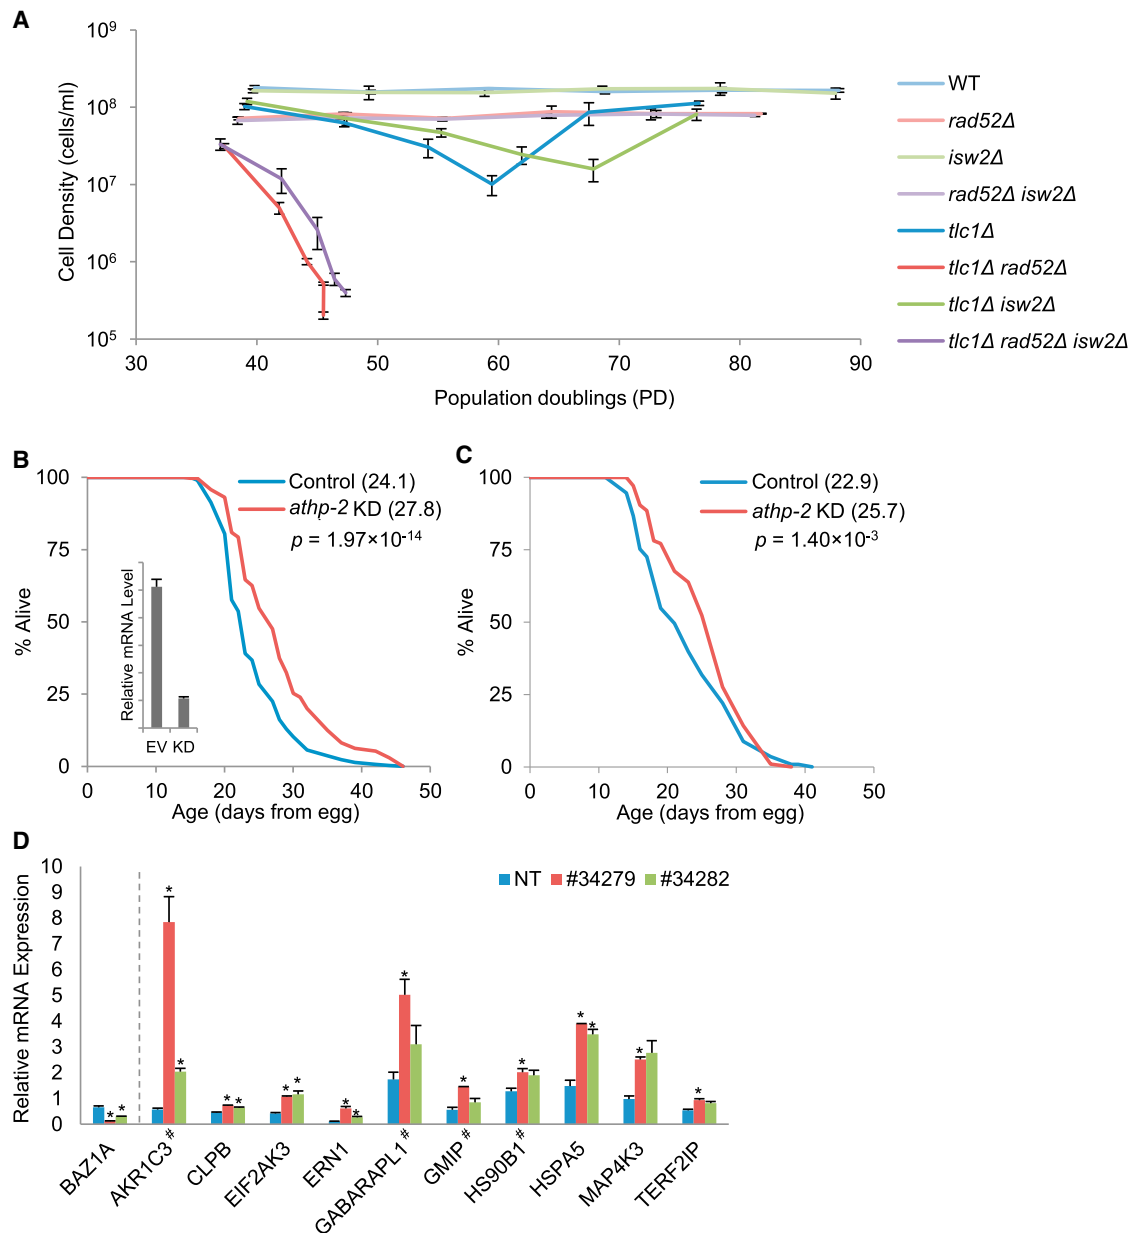 A
10⁹
10⁸
10⁷
10⁶
10⁵
Cell Density (cells/ml)
30 40 50 60 70 80 90
Population doublings (PD)
WT
rad52Δ
isw2Δ
rad52Δ isw2Δ
tlc1Δ
tlc1Δ rad52Δ
tlc1Δ isw2Δ
tlc1Δ rad52Δ isw2Δ
B
100
75
50
25
0
% Alive
Control (24.1)
athp-2 KD (27.8)
p = 1.97×10⁻¹⁴
Relative mRNA Level
EV KD
0 10 20 30 40 50
Age (days from egg)
C
100
75
50
25
0
% Alive
Control (22.9)
athp-2 KD (25.7)
p = 1.40×10⁻³
0 10 20 30 40 50
Age (days from egg)
D
10
9
8
7
6
5
4
3
2
1
0
Relative mRNA Expression
NT #34279 #34282
* * * * * * * * * * * * * * * * *
BAZ1A
AKR1C3#
CLPB
EIF2AK3
ERN1
GABARAPL1#
GMIP#
HS90B1#
HSPA5
MAP4K3
TERF2IP